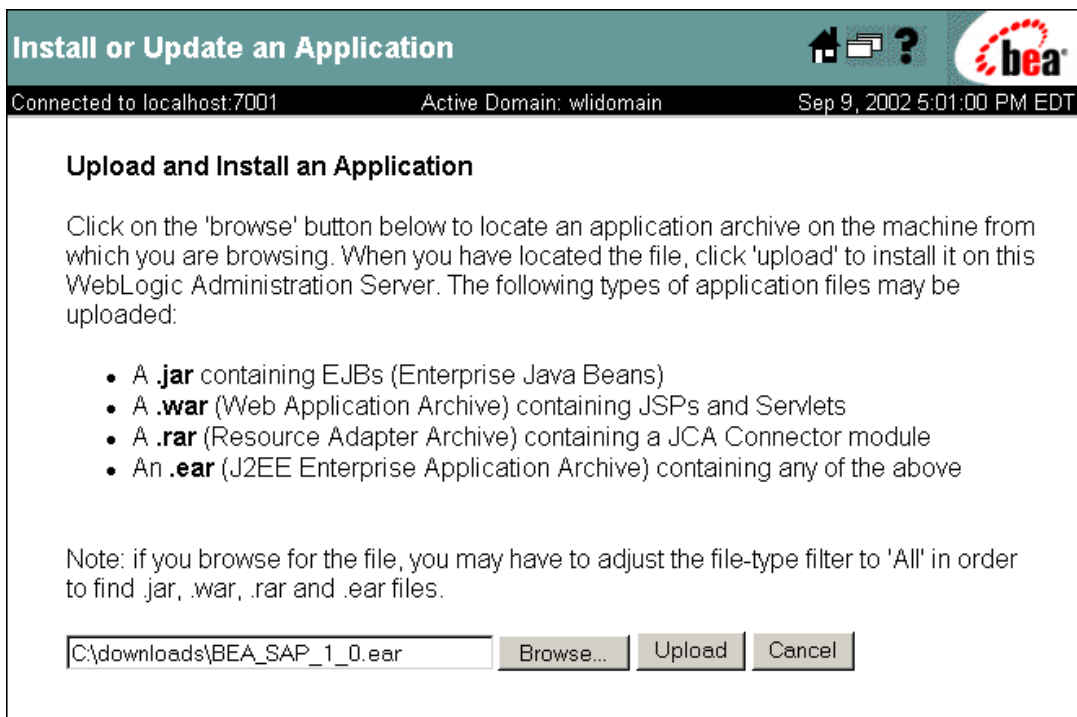 Install or Update an Application
? bea
Connected to localhost:7001 Active Domain: wlidomain Sep 9, 2002 5:01:00 PM EDT
Upload and Install an Application
Click on the 'browse' button below to locate an application archive on the machine from
which you are browsing. When you have located the file, click 'upload' to install it on this
WebLogic Administration Server. The following types of application files may be
uploaded:
• A .jar containing EJBs (Enterprise Java Beans)
• A .war (Web Application Archive) containing JSPs and Servlets
• A .rar (Resource Adapter Archive) containing a JCA Connector module
• An .ear (J2EE Enterprise Application Archive) containing any of the above
Note: if you browse for the file, you may have to adjust the file-type filter to 'All' in order
to find .jar, .war, .rar and .ear files.
C:\downloads\BEA_SAP_1_0.ear Browse... Upload Cancel